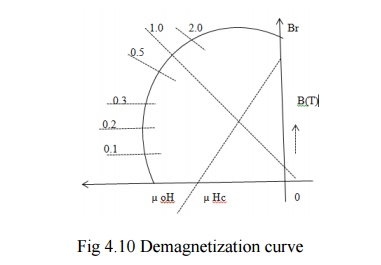 1.0 2.0 Br
0.5
0.3 B(T)
0.2
0.1
μ oH μ Hc 0
Fig 4.10 Demagnetization curve